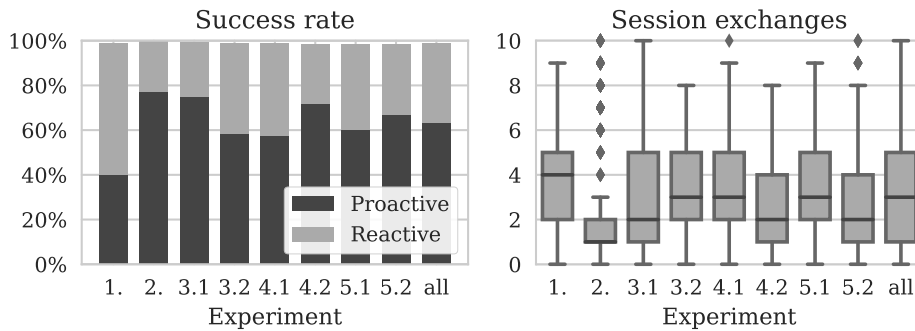 Success rate
100%
80%
60%
40%
20%
0%
Proactive
Reactive
1. 2. 3.1 3.2 4.1 4.2 5.1 5.2 all
Experiment
Session exchanges
10
8
6
4
2
0
1. 2. 3.1 3.2 4.1 4.2 5.1 5.2 all
Experiment